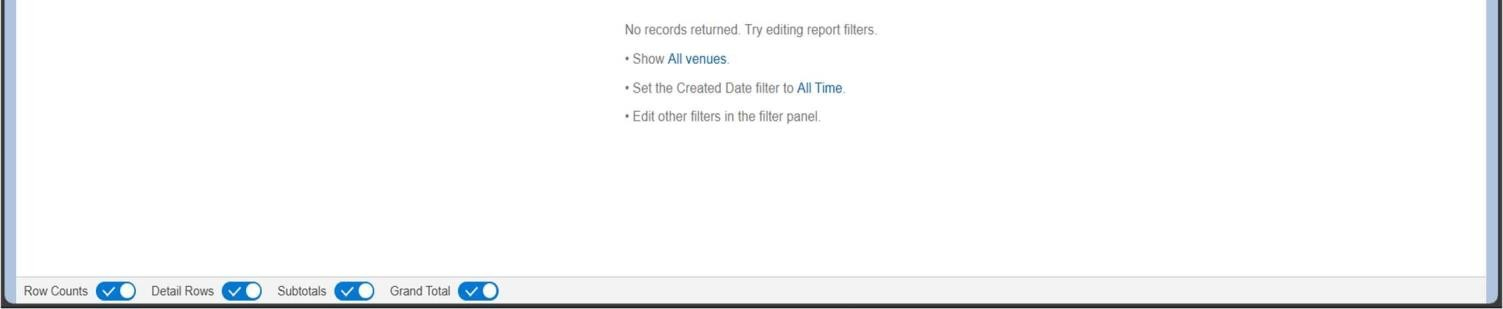 No records returned. Try editing report filters.
• Show All venues.
• Set the Created Date filter to All Time.
• Edit other filters in the filter panel.
Row Counts Detail Rows Subtotals Grand Total